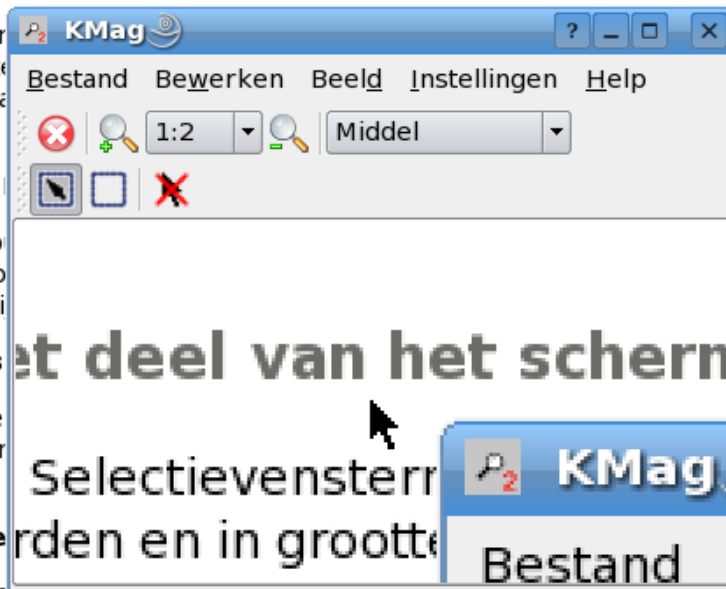 KMag
Bestand Bewerken Beeld Instellingen Help
1:2 Middel
et deel van het scherm
Selectievensterm
rden en in grootte
KMag
Bestand